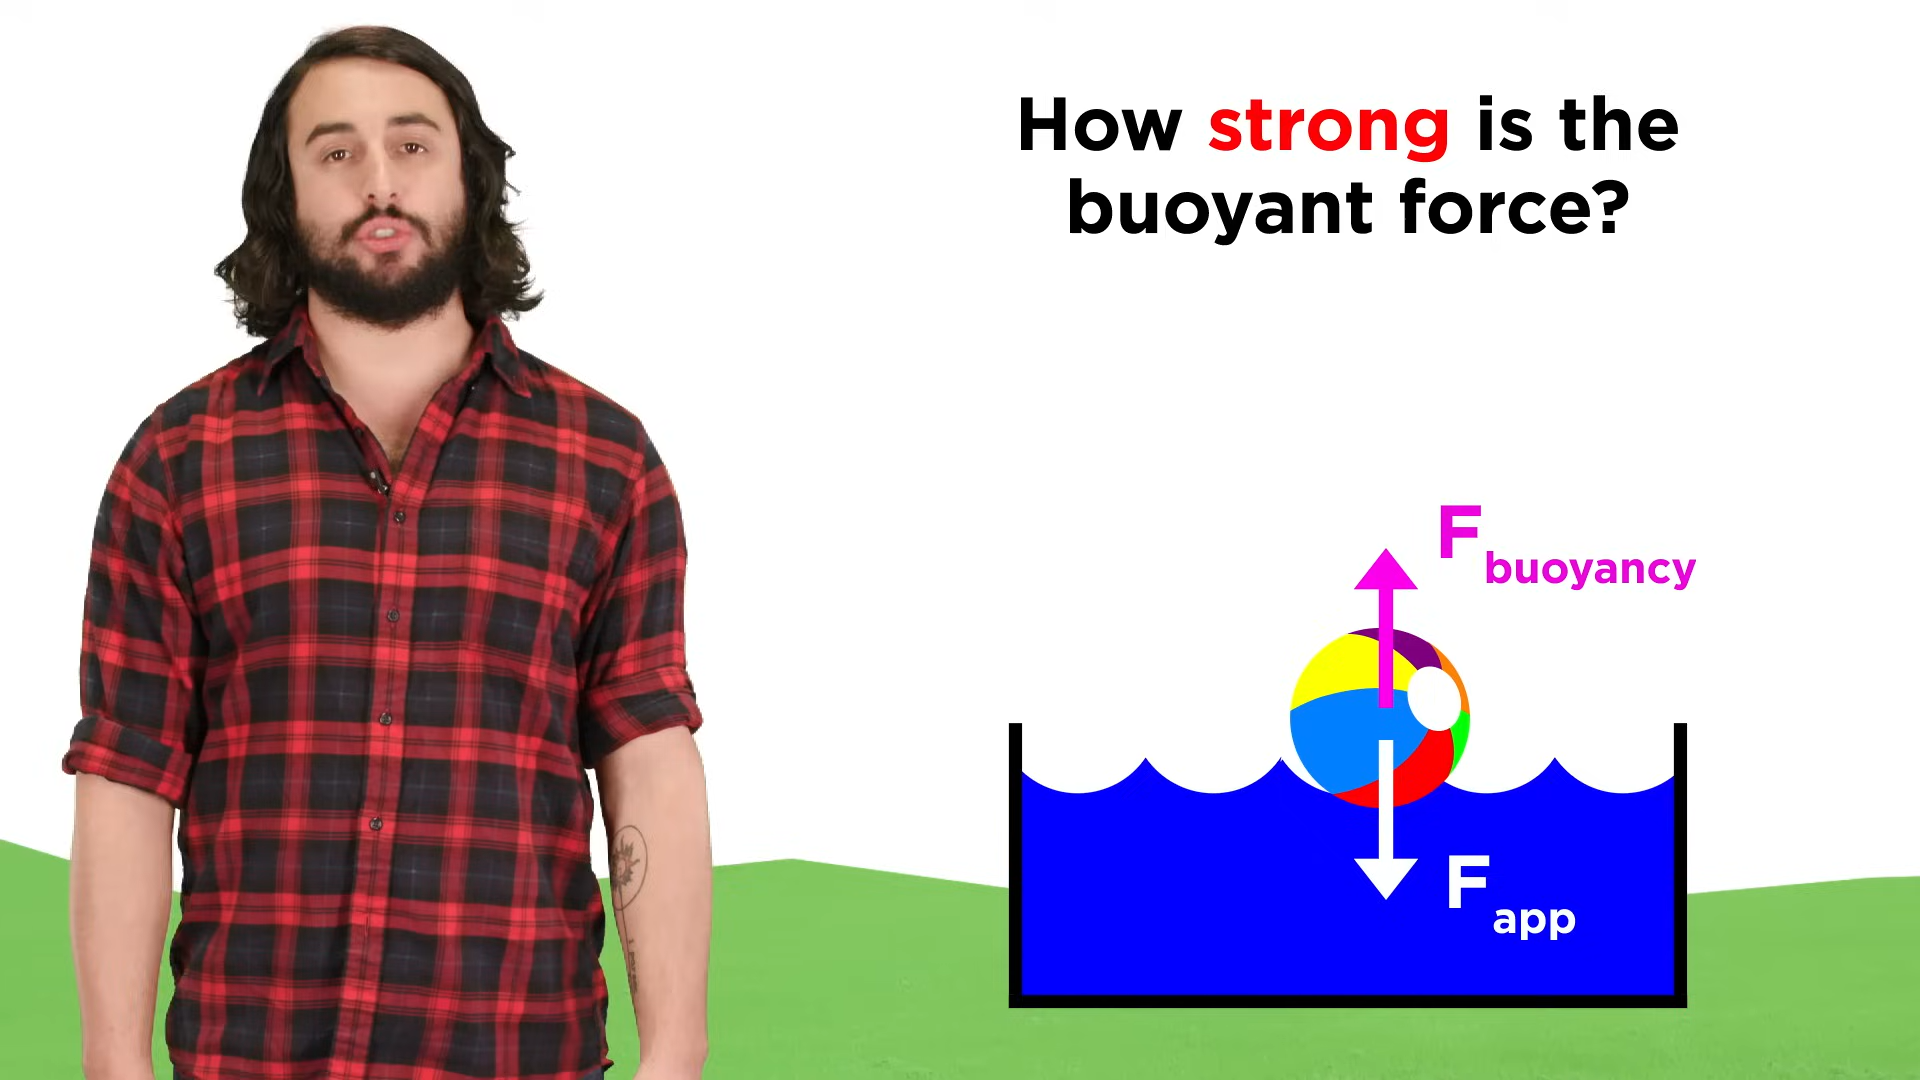 How strong is the
buoyant force?
F buoyancy
F app